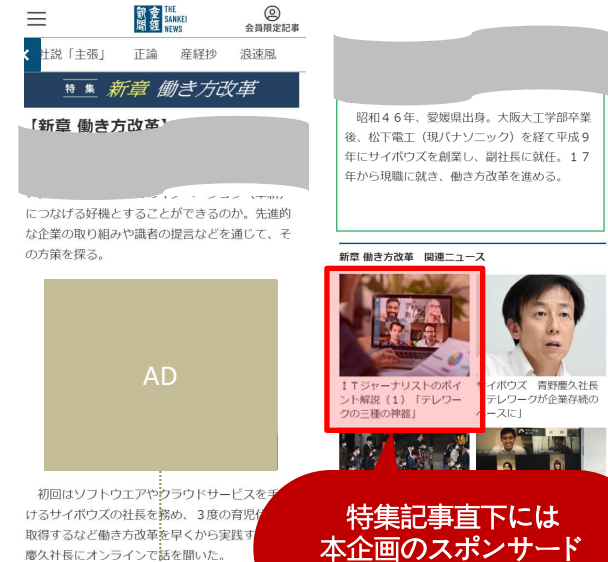 産経新聞
THE
SANKEI
NEWS
会員限定記事
社説「主張」 正論 産経抄 浪速風
特集 新章 働き方改革
【新章 働き方改革】
につなげる好機とすることができるのか。先進的
な企業の取り組みや識者の提言などを通じて、そ
の方策を探る。
AD
初回はソフトウエアやクラウドサービスを手
けるサイボウズの社長を務め、3度の育児休
取得するなど働き方改革を早くから実践す
慶久社長にオンラインで話を聞いた。
昭和46年、愛媛県出身。大阪大工学部卒業
後、松下電工（現パナソニック）を経て平成9
年にサイボウズを創業し、副社長に就任。17
年から現職に就き、働き方改革を進める。
新章 働き方改革 関連ニュース
ITジャーナリストのポイ
ント解説（1）「テレワー
クの三種の神器」
サイボウズ 青野慶久社長
「テレワークが企業存続の
ベースに」
特集記事直下には
本企画のスポンサード